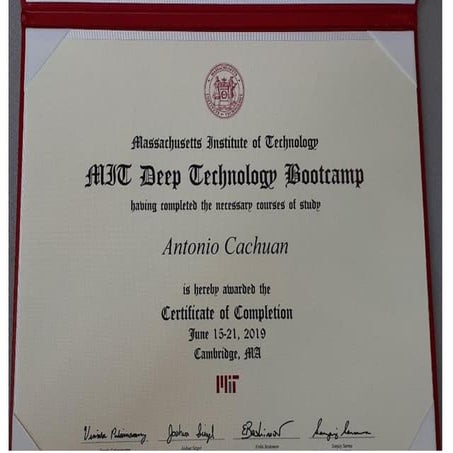 Massachusetts Institute of Technology
MIT Deep Technology Bootcamp
having completed the necessary courses of study
Antonio Cachuan
is hereby awarded the
Certificate of Completion
June 15-21, 2019
Cambridge, MA
MIT